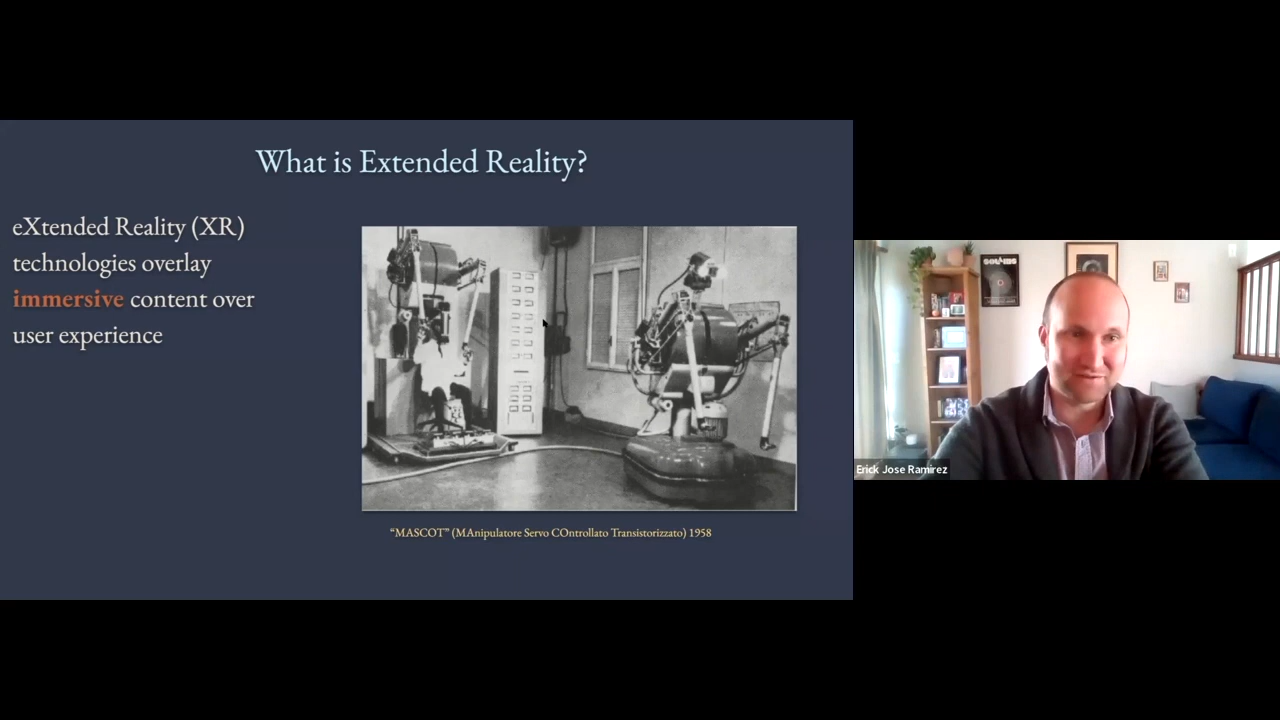 What is Extended Reality?
eXtended Reality (XR)
technologies overlay
immersive content over
user experience
“MASCOT” (MAnipulatore Servo COntrollato Transistorizzato) 1958
Erick Jose Ramirez